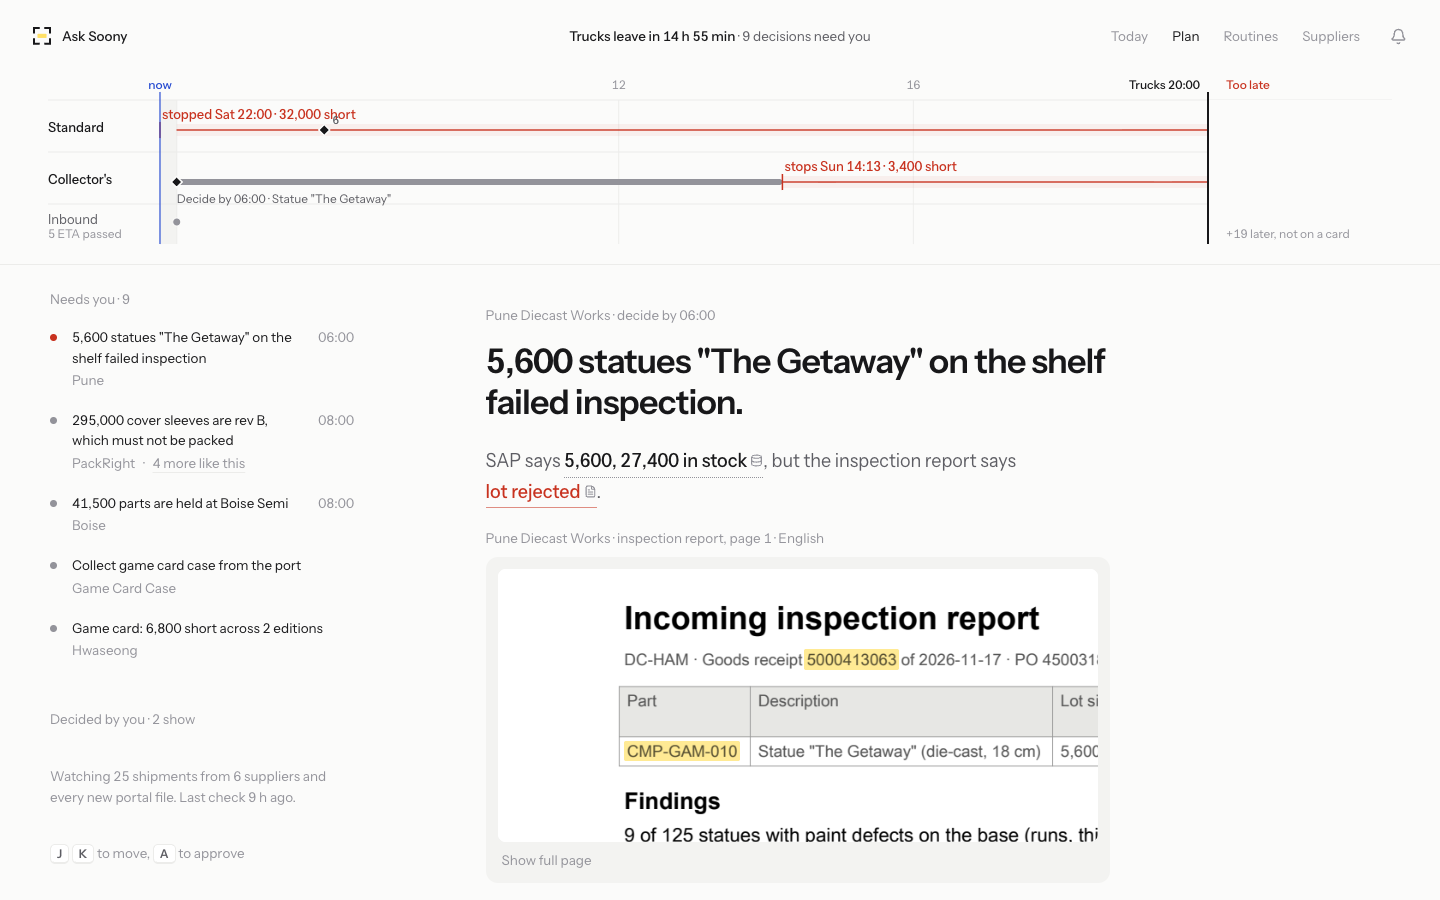 Ask Soony
Trucks leave in 14 h 55 min · 9 decisions need you
Today Plan Routines Suppliers
now 12 16 Trucks 20:00 Too late
stopped Sat 22:00 · 32,000 short
6
Standard
stops Sun 14:13 · 3,400 short
Collector's
Decide by 06:00 · Statue "The Getaway"
Inbound
5 ETA passed
+19 later, not on a card
Needs you · 9
5,600 statues "The Getaway" on the 06:00
shelf failed inspection
Pune
295,000 cover sleeves are rev B, 08:00
which must not be packed
PackRight · 4 more like this
41,500 parts are held at Boise Semi 08:00
Boise
Collect game card case from the port
Game Card Case
Game card: 6,800 short across 2 editions
Hwaseong
Decided by you · 2 show
Watching 25 shipments from 6 suppliers and
every new portal file. Last check 9 h ago.
J K to move, A to approve
Pune Diecast Works · decide by 06:00
5,600 statues "The Getaway" on the shelf
failed inspection.
SAP says 5,600, 27,400 in stock, but the inspection report says
lot rejected.
Pune Diecast Works · inspection report, page 1 · English
Incoming inspection report
DC-HAM · Goods receipt 5000413063 of 2026-11-17 · PO 450031
Part Description Lot si
CMP-GAM-010 Statue "The Getaway" (die-cast, 18 cm) 5,600
Findings
9 of 125 statues with paint defects on the base (runs, thi
Show full page